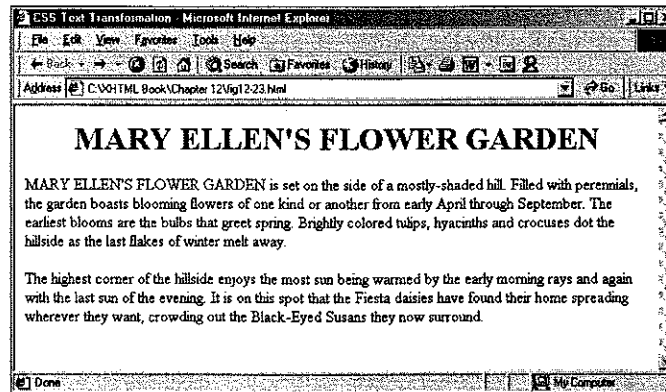 CSS Text Transformation - Microsoft Internet Explorer
File Edit View Favorites Tools Help
Back Search Favorites History
Address C:\XHTML Book\Chapter 12\fig12-23.html Go Links
MARY ELLEN'S FLOWER GARDEN
MARY ELLEN'S FLOWER GARDEN is set on the side of a mostly-shaded hill. Filled with perennials,
the garden boasts blooming flowers of one kind or another from early April through September. The
earliest blooms are the bulbs that greet spring. Brightly colored tulips, hyacinths and crocuses dot the
hillside as the last flakes of winter melt away.
The highest corner of the hillside enjoys the most sun being warmed by the early morning rays and again
with the last sun of the evening. It is on this spot that the Fiesta daisies have found their home spreading
wherever they want, crowding out the Black-Eyed Susans they now surround.
Done My Computer